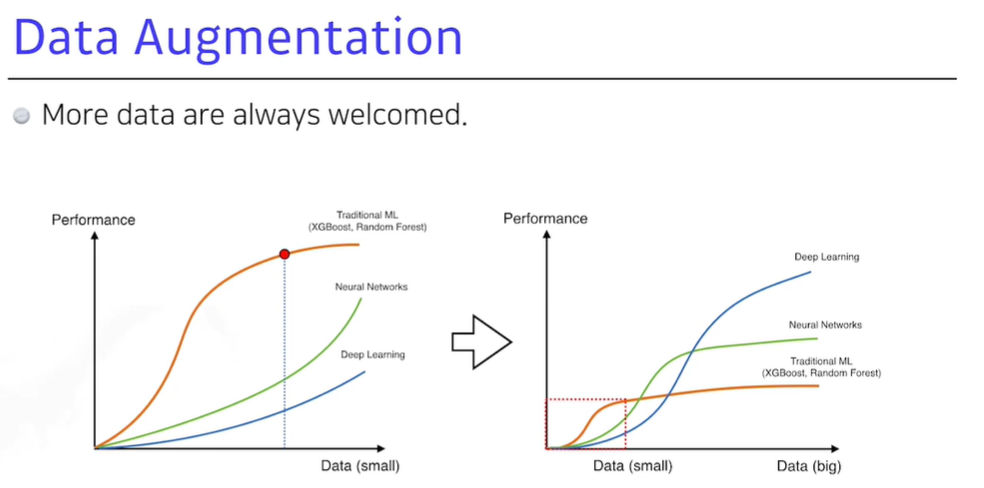 Data Augmentation
More data are always welcomed.
Performance
Traditional ML
(XGBoost, Random Forest)
Neural Networks
Deep Learning
Data (small)
Performance
Deep Learning
Neural Networks
Traditional ML
(XGBoost, Random Forest)
Data (small)
Data (big)